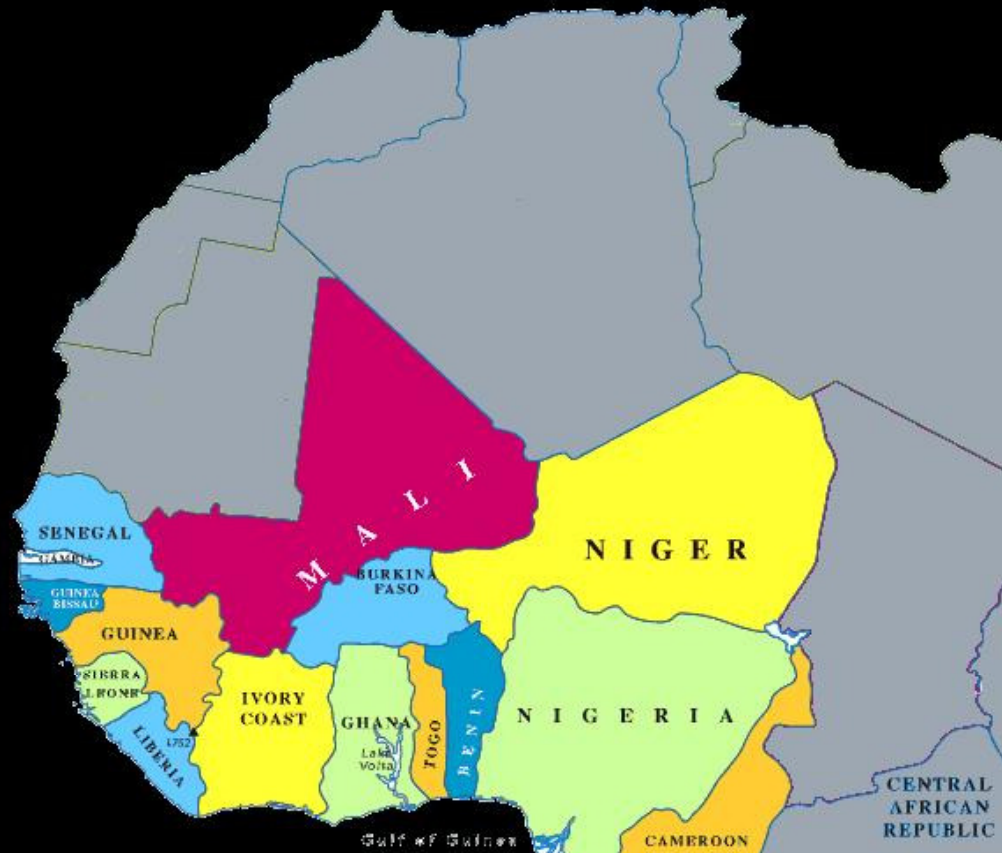 MALI
NIGER
SENEGAL
GAMBIA
BURKINA
FASO
GUINEA
BISSAU
GUINEA
SIERRA
LEONE
LIBERIA
1752
IVORY
COAST
GHANA
Lake
Volta
TOGO
BENIN
NIGERIA
CENTRAL
AFRICAN
REPUBLIC
CAMEROON
Gulf of Guinea